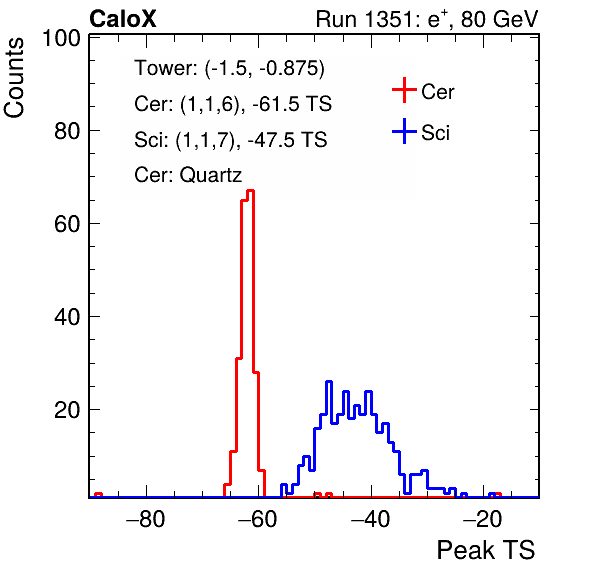 CaloX Run 1351: e⁺, 80 GeV
Counts
100
80
60
40
20
Tower: (-1.5, -0.875)
Cer: (1,1,6), -61.5 TS
Sci: (1,1,7), -47.5 TS
Cer: Quartz
Cer
Sci
−80 −60 −40 −20
Peak TS